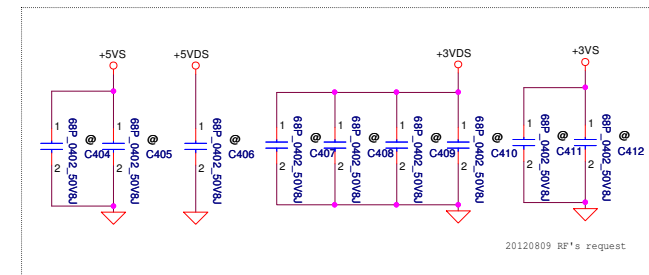 +5VS
+5VDS
+3VDS
+3VS
1
2
68P_0402_50V8J
@
C404
1
2
68P_0402_50V8J
@
C405
1
2
68P_0402_50V8J
@
C406
1
2
68P_0402_50V8J
@
C407
1
2
68P_0402_50V8J
@
C408
1
2
68P_0402_50V8J
@
C409
1
2
68P_0402_50V8J
@
C410
1
2
68P_0402_50V8J
@
C411
1
2
68P_0402_50V8J
@
C412
20120809 RF's request